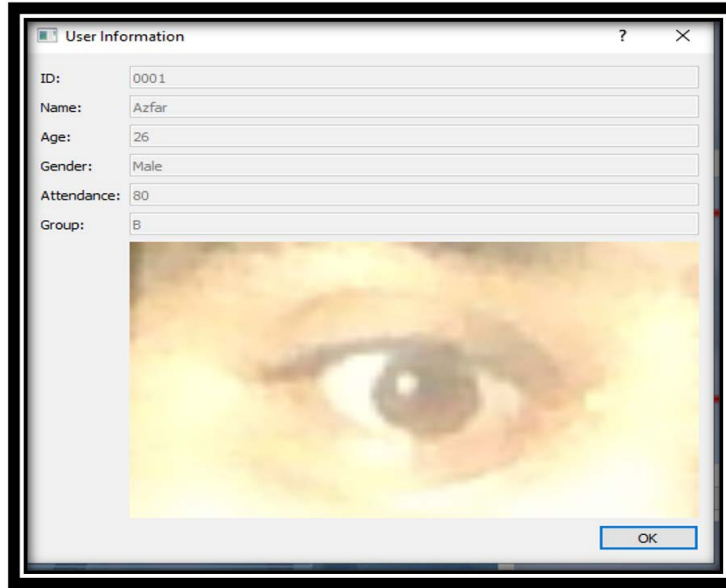 User Information ?
ID: 0001
Name: Azfar
Age: 26
Gender: Male
Attendance: 80
Group: B
OK